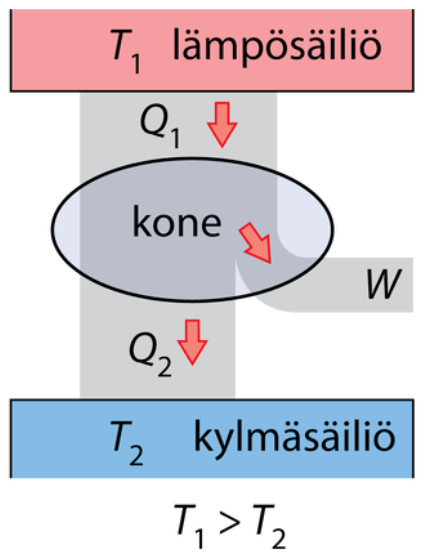 T₁ lämpösäiliö
Q₁
kone
W
Q₂
T₂ kylmäsäiliö
T₁ > T₂